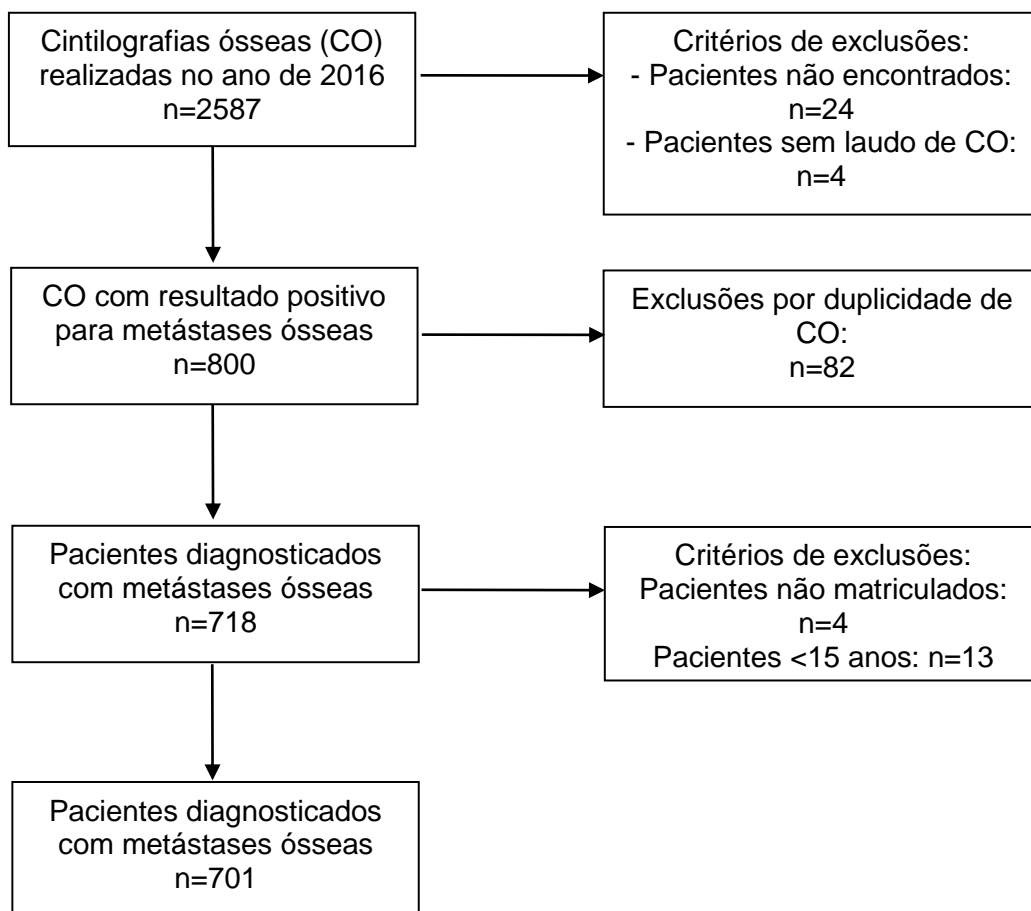 Cintilografias ósseas (CO)
realizadas no ano de 2016
n=2587
Critérios de exclusões:
- Pacientes não encontrados:
n=24
- Pacientes sem laudo de CO:
n=4
CO com resultado positivo
para metástases ósseas
n=800
Exclusões por duplicidade de
CO:
n=82
Pacientes diagnosticados
com metástases ósseas
n=718
Critérios de exclusões:
Pacientes não matriculados:
n=4
Pacientes <15 anos: n=13
Pacientes diagnosticados
com metástases ósseas
n=701